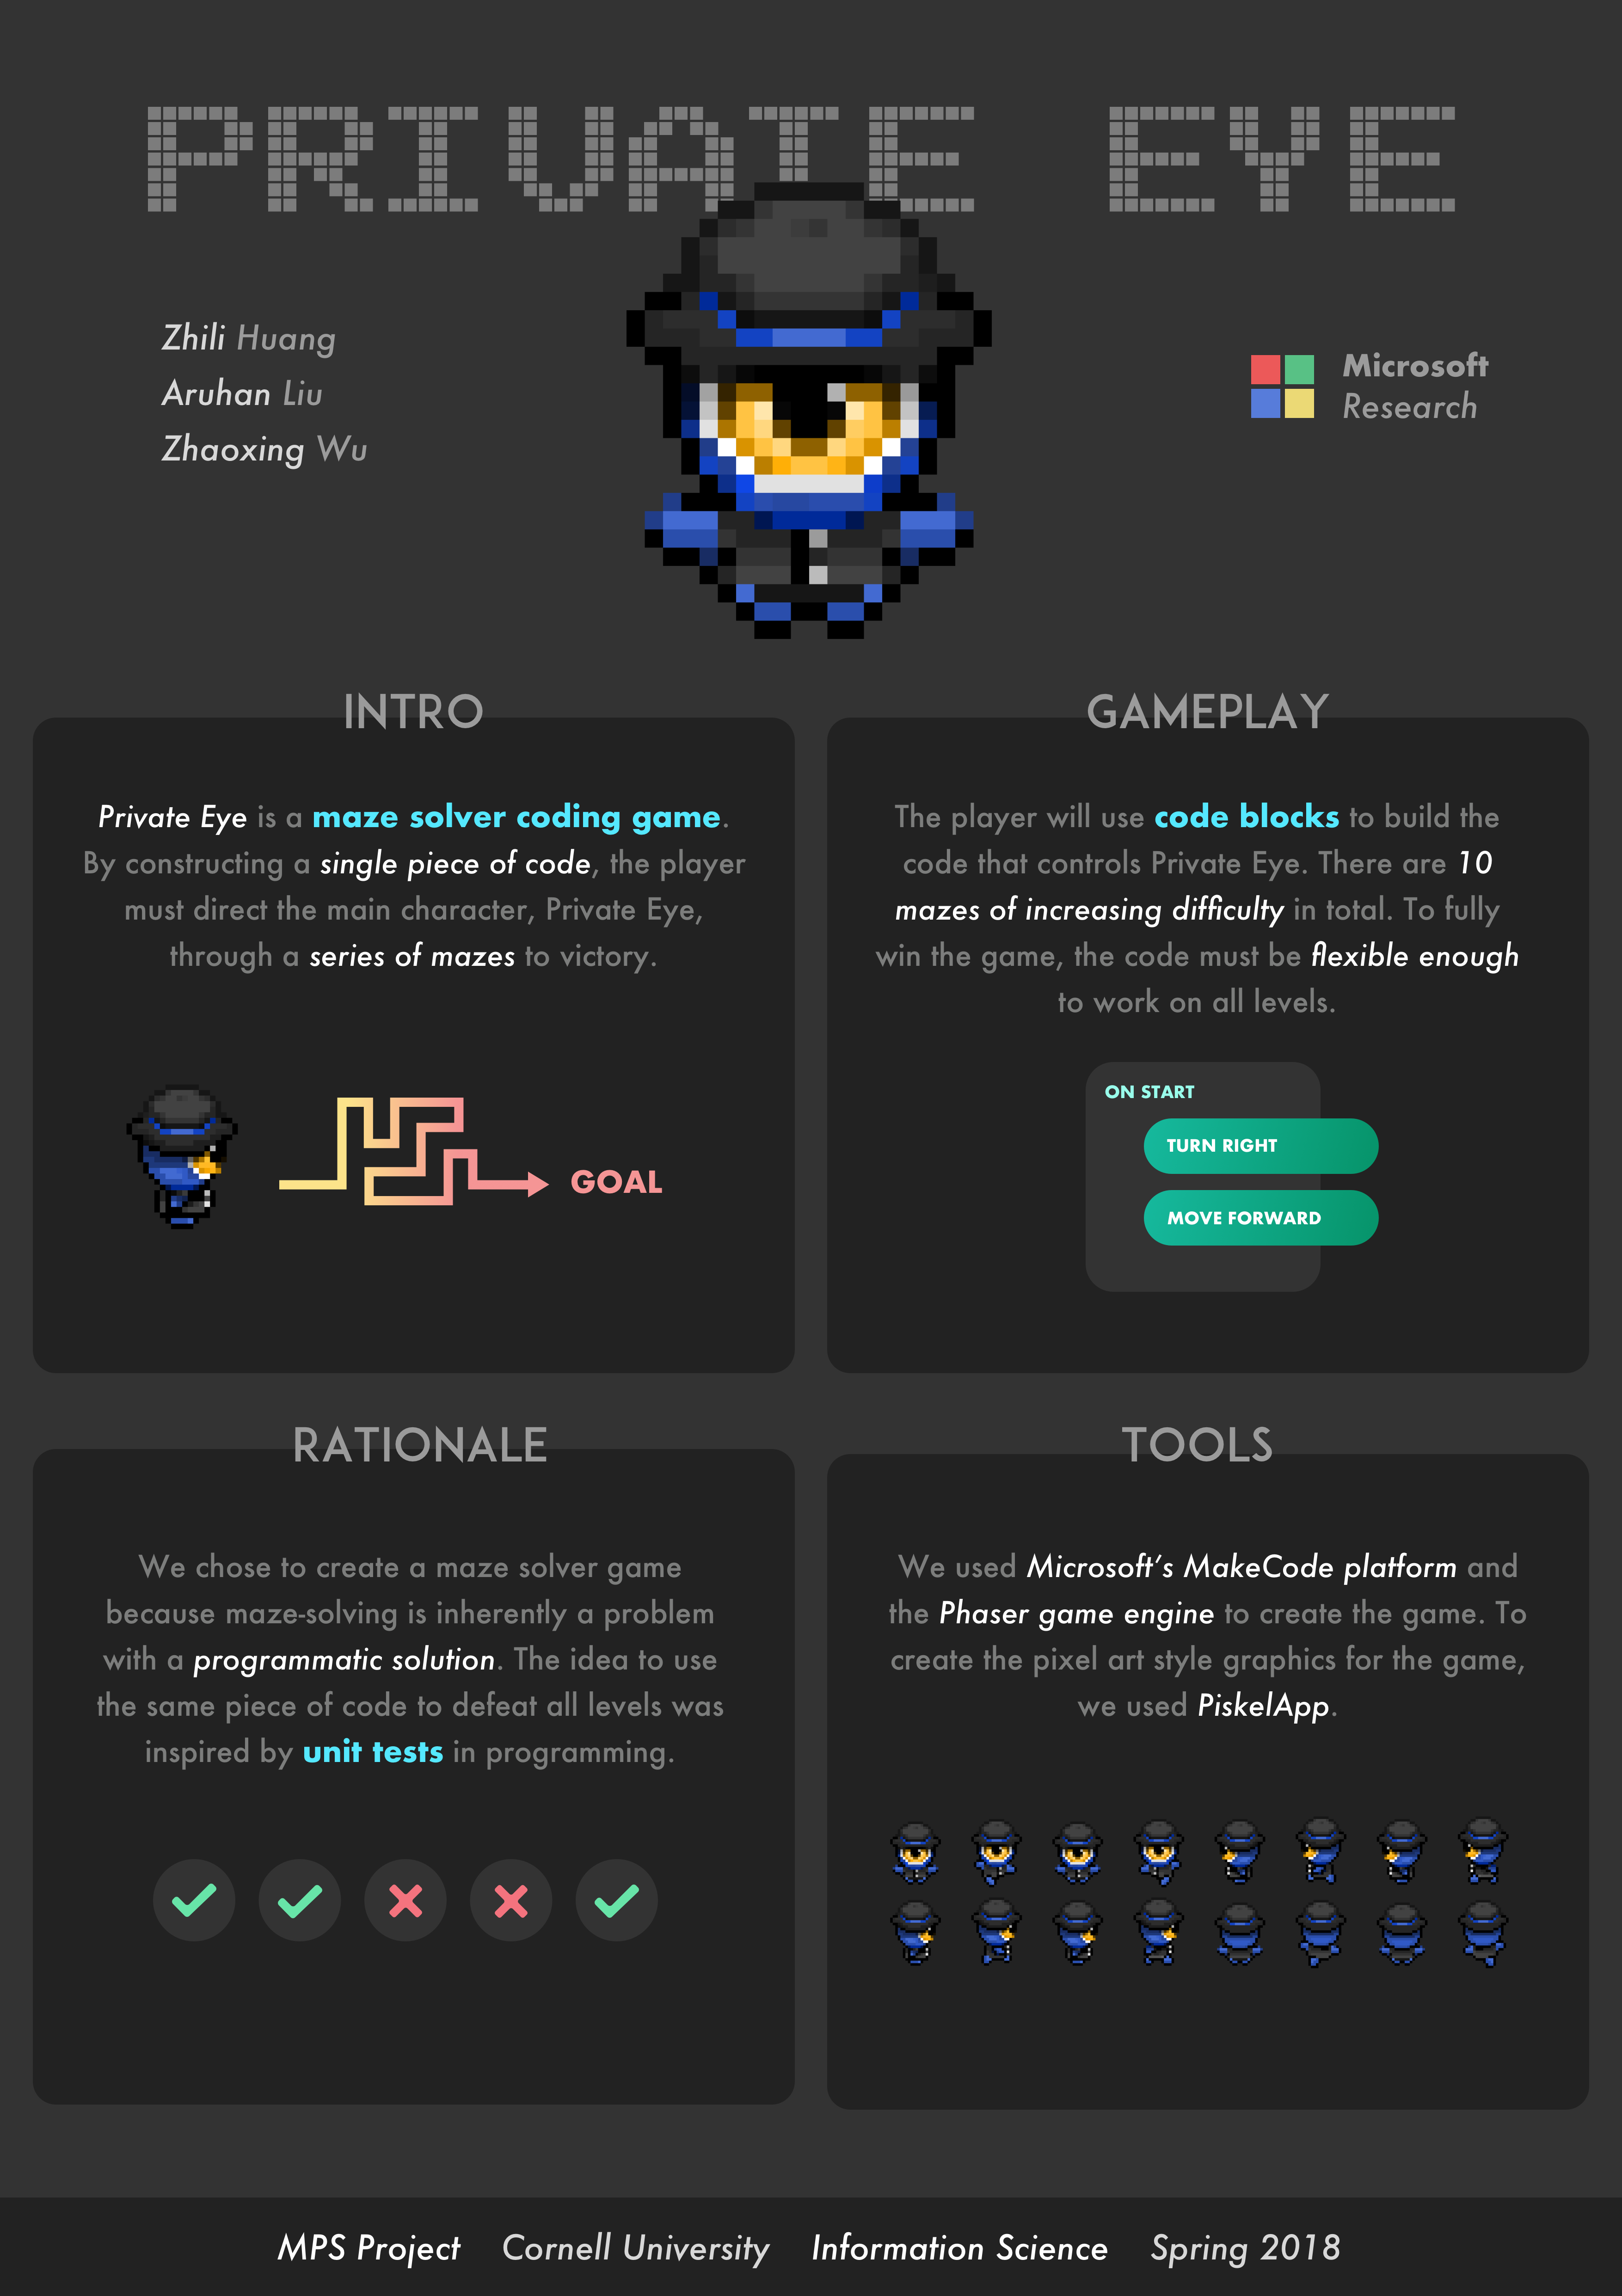 PRIVATE EYE
Zhili Huang
Aruhan Liu
Zhaoxing Wu
Microsoft
Research
INTRO
Private Eye is a maze solver coding game.
By constructing a single piece of code, the player
must direct the main character, Private Eye,
through a series of mazes to victory.
GOAL
GAMEPLAY
The player will use code blocks to build the
code that controls Private Eye. There are 10
mazes of increasing difficulty in total. To fully
win the game, the code must be flexible enough
to work on all levels.
ON START
TURN RIGHT
MOVE FORWARD
RATIONALE
We chose to create a maze solver game
because maze-solving is inherently a problem
with a programmatic solution. The idea to use
the same piece of code to defeat all levels was
inspired by unit tests in programming.
TOOLS
We used Microsoft’s MakeCode platform and
the Phaser game engine to create the game. To
create the pixel art style graphics for the game,
we used PiskelApp.
MPS Project Cornell University Information Science Spring 2018